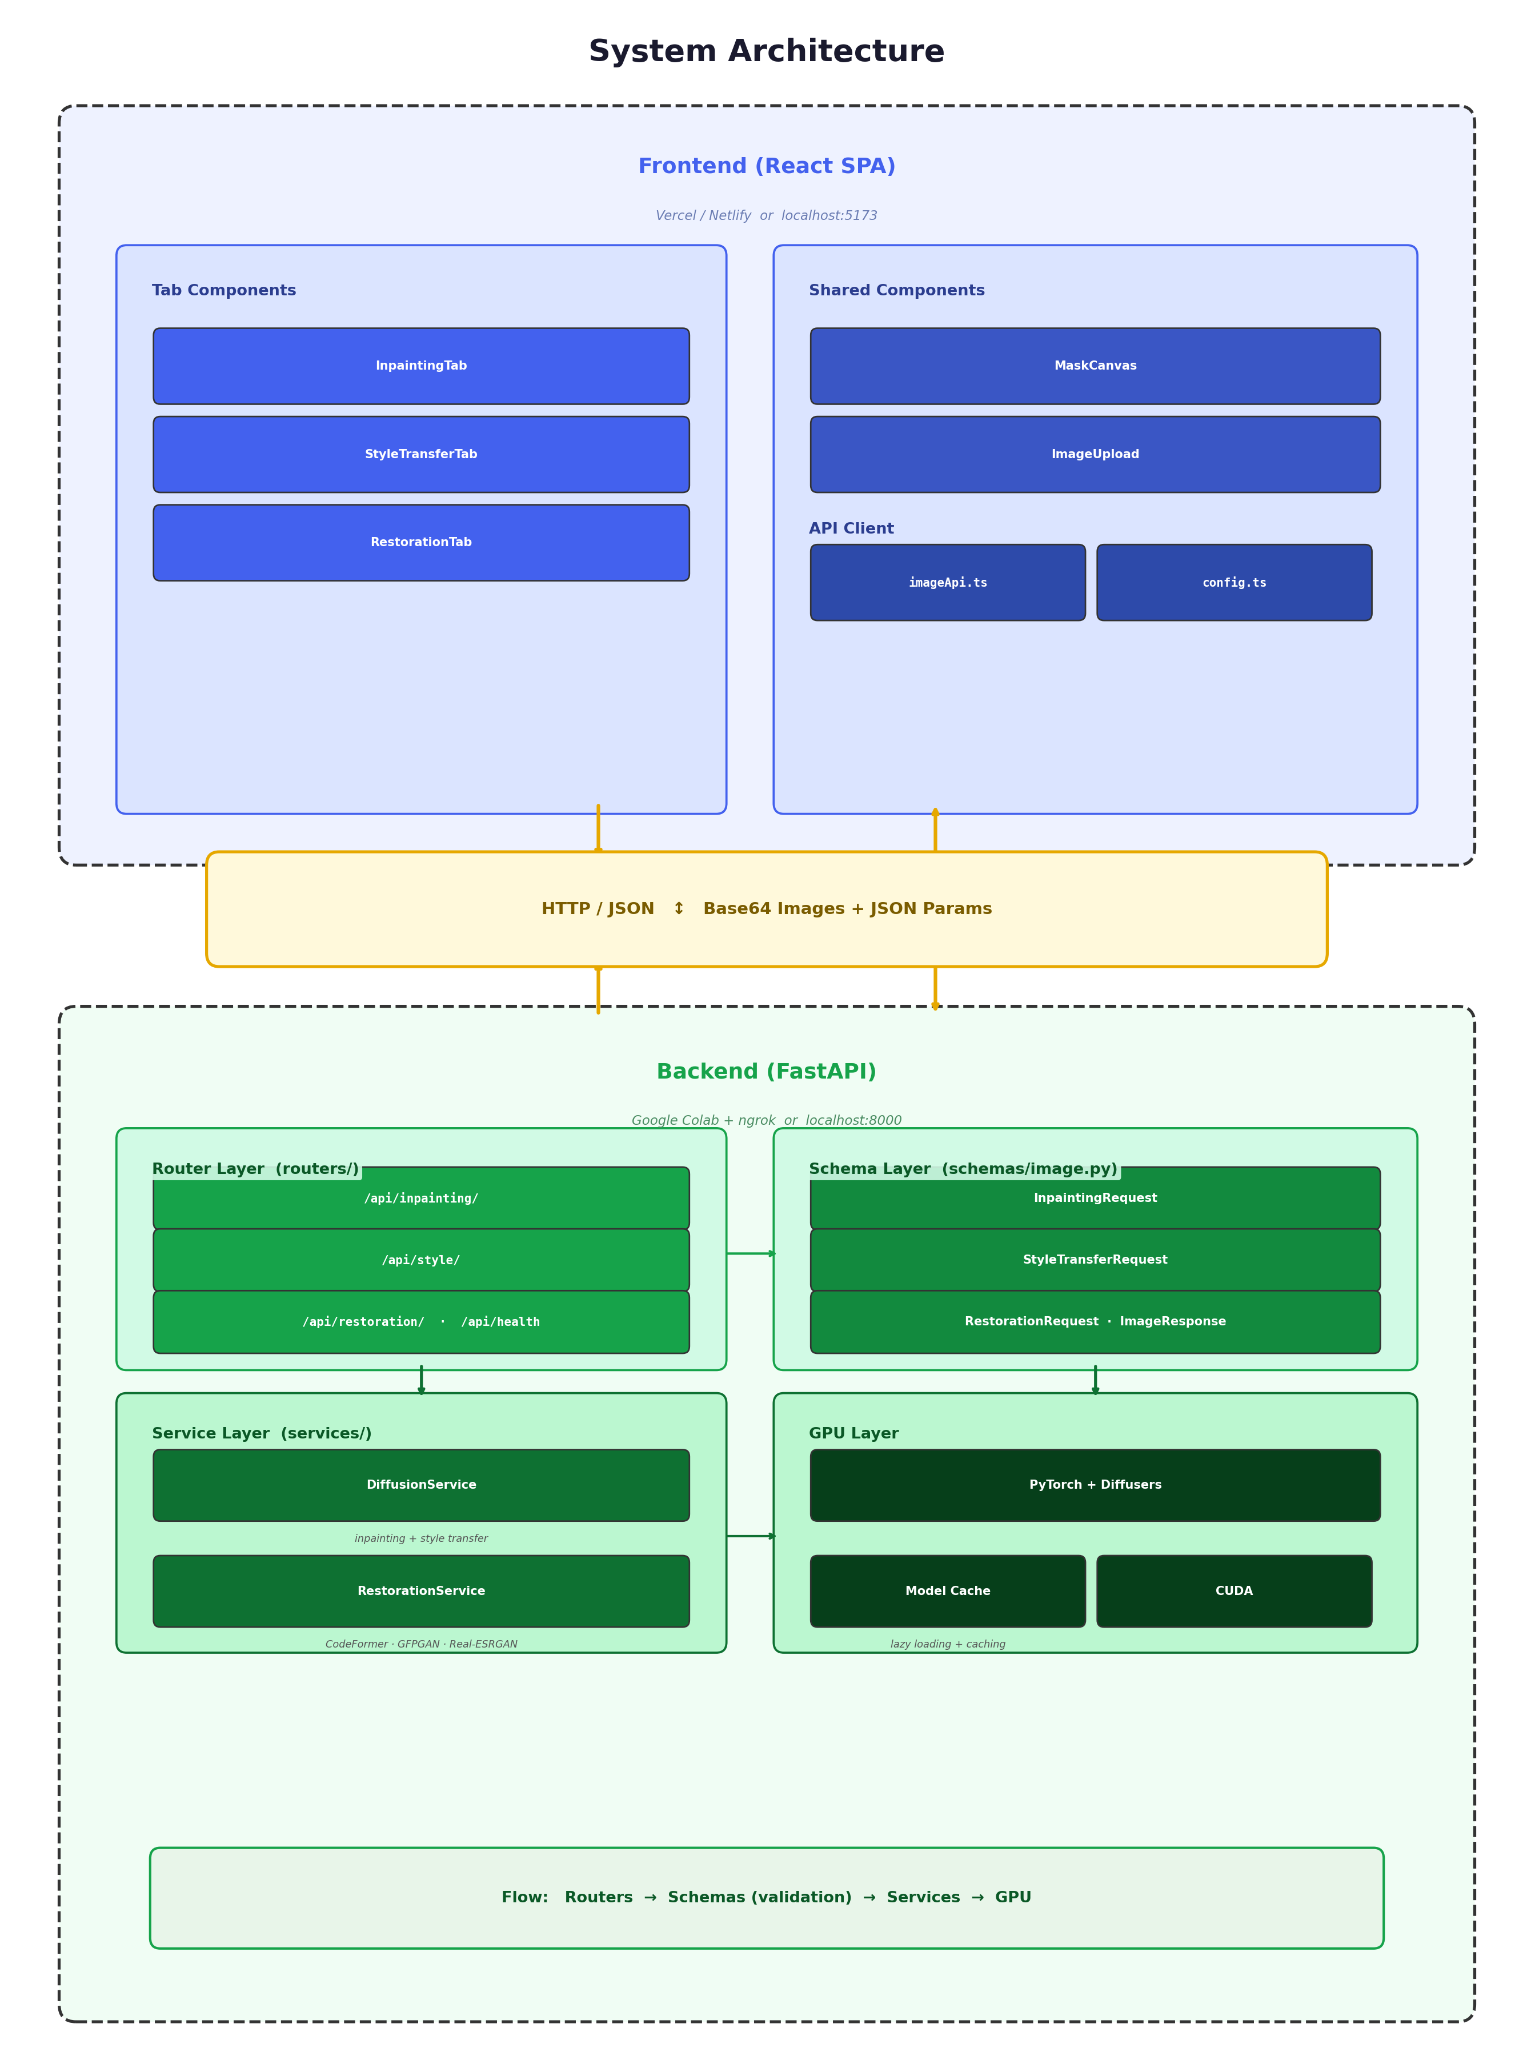 System Architecture
Frontend (React SPA)
Vercel / Netlify  or  localhost:5173
Tab Components
InpaintingTab
StyleTransferTab
RestorationTab
Shared Components
MaskCanvas
ImageUpload
API Client
imageApi.ts
config.ts
HTTP / JSON  ↕  Base64 Images + JSON Params
Backend (FastAPI)
Google Colab + ngrok  or  localhost:8000
Router Layer  (routers/)
/api/inpainting/
/api/style/
/api/restoration/  ·  /api/health
Schema Layer  (schemas/image.py)
InpaintingRequest
StyleTransferRequest
RestorationRequest  ·  ImageResponse
Service Layer  (services/)
DiffusionService
inpainting + style transfer
RestorationService
CodeFormer · GFPGAN · Real-ESRGAN
GPU Layer
PyTorch + Diffusers
Model Cache
CUDA
lazy loading + caching
Flow:  Routers → Schemas (validation) → Services → GPU